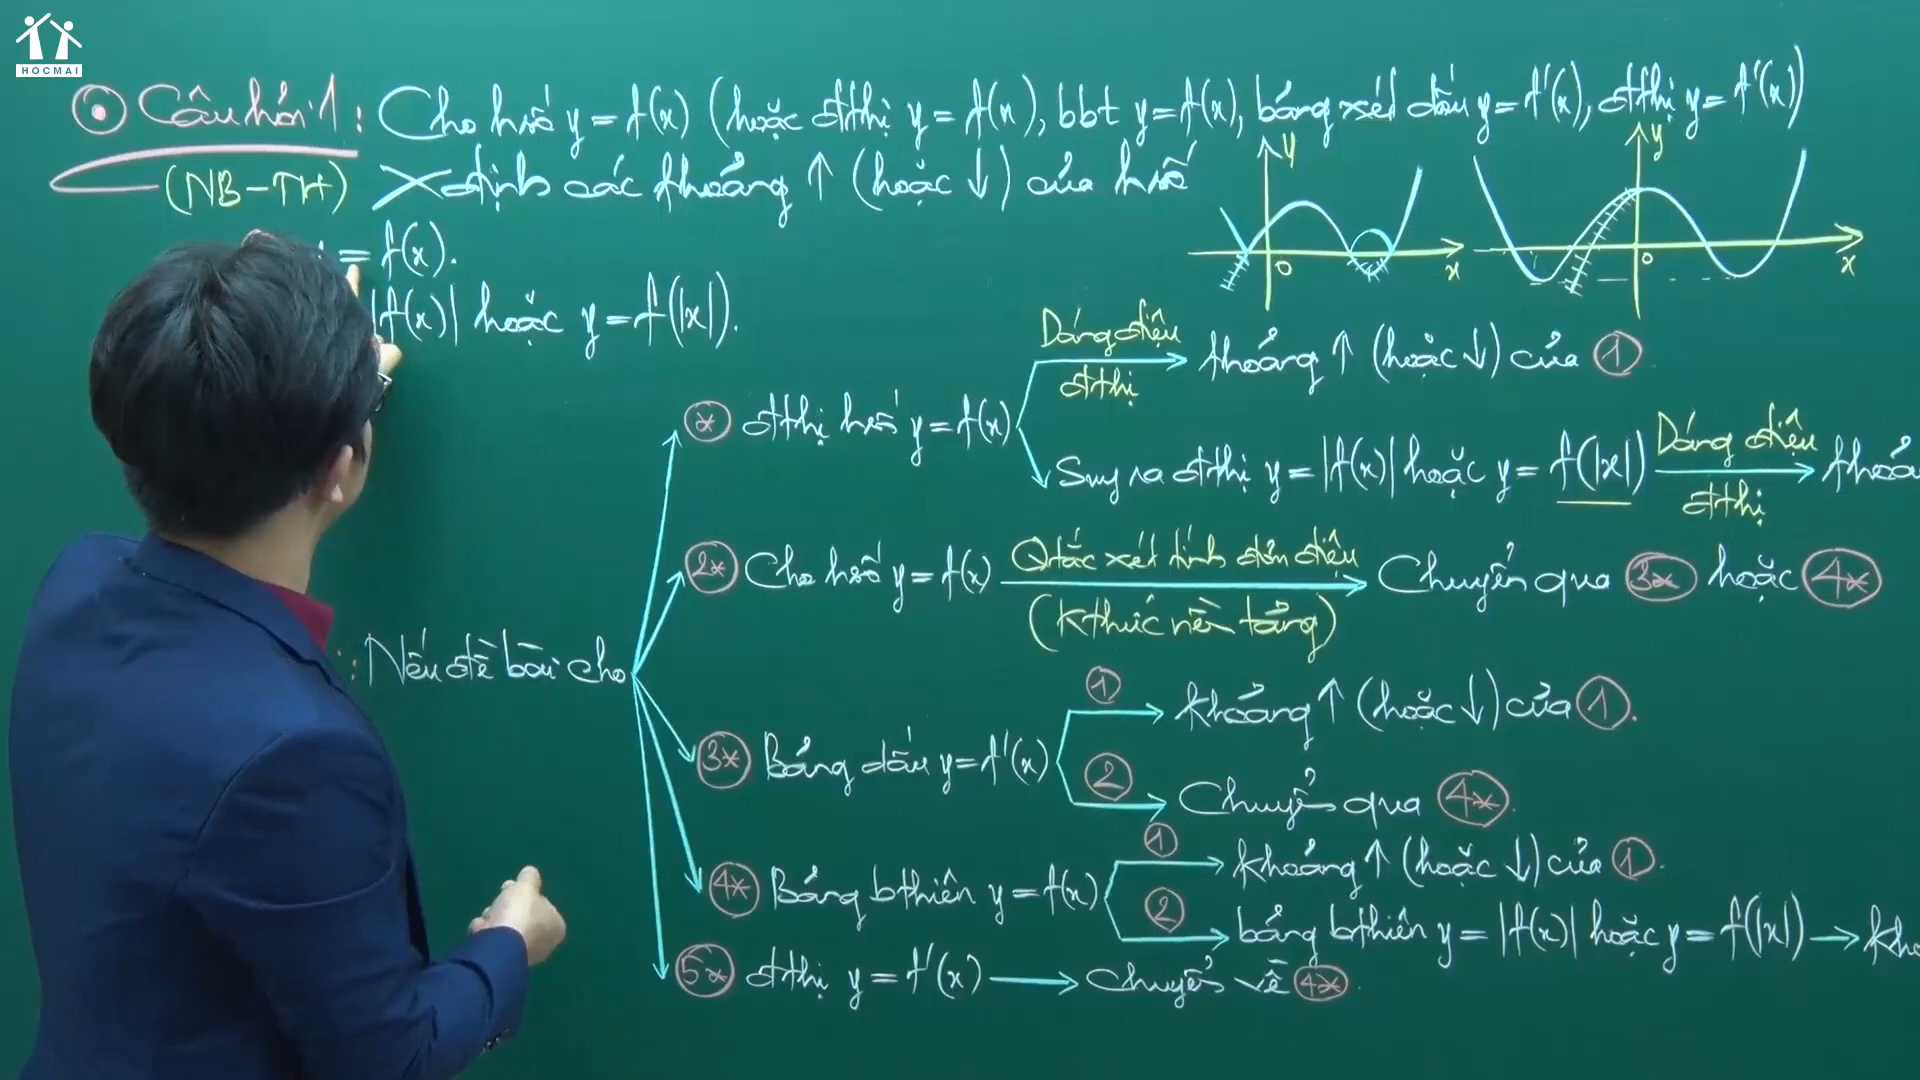 HOCMAI
Câu hỏi 1: Cho hsố y = f(x) (hoặc đthị y = f(x), bbt y=f(x), bảng xét dấu y=f'(x), đthị y=f'(x))
(NB-TH) Xđịnh các khoảng ↑ (hoặc ↓) của hsố
y
x
0
y
x
0
= f(x).
|f(x)| hoặc y=f(|x|).
Nếu đề bài cho
* đthị hsố y=f(x)
Dáng điệu
đthị
khoảng ↑ (hoặc ↓) của 1
Suy ra đthị y = |f(x)| hoặc y = f(|x|)
Dáng điệu
đthị
khoả
2* Cho hsố y = f(x)
Qtắc xét tính đơn điệu
(Kthức nền tảng)
Chuyển qua 3* hoặc 4*
3* Bảng dấu y=f'(x)
1
khoảng ↑ (hoặc ↓) của 1.
2
Chuyển qua 4*.
4* Bảng bthiên y = f(x)
1
khoảng ↑ (hoặc ↓) của 1.
2
bảng bthiên y = |f(x)| hoặc y = f(|x|) → kho
5* đthị y = f'(x) → chuyển về 4*.